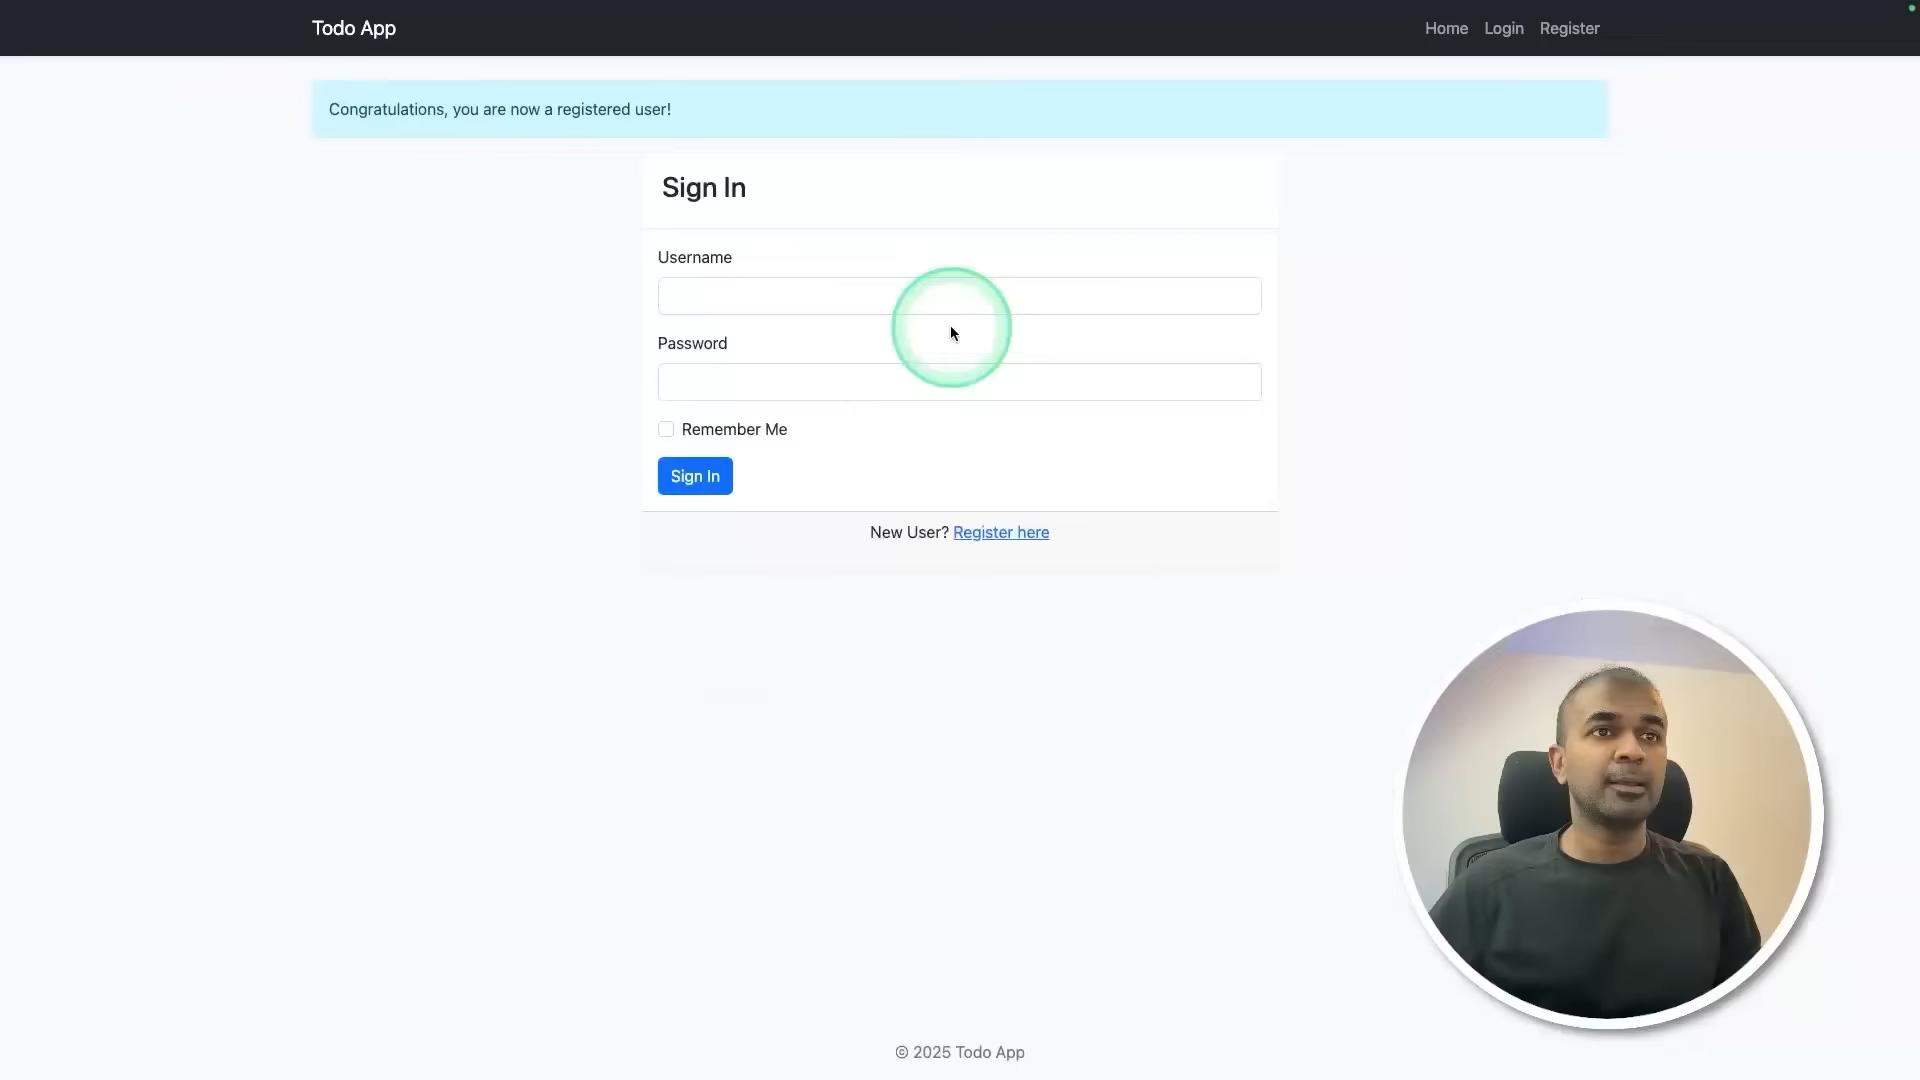 Todo App
Home Login Register
Congratulations, you are now a registered user!
Sign In
Username
Password
Remember Me
Sign In
New User? Register here
© 2025 Todo App